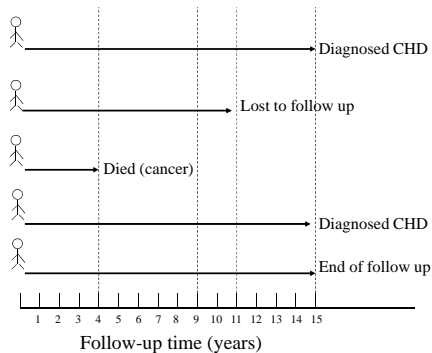 Diagnosed CHD
Lost to follow up
Died (cancer)
Diagnosed CHD
End of follow up
1 2 3 4 5 6 7 8 9 10 11 12 13 14 15
Follow-up time (years)